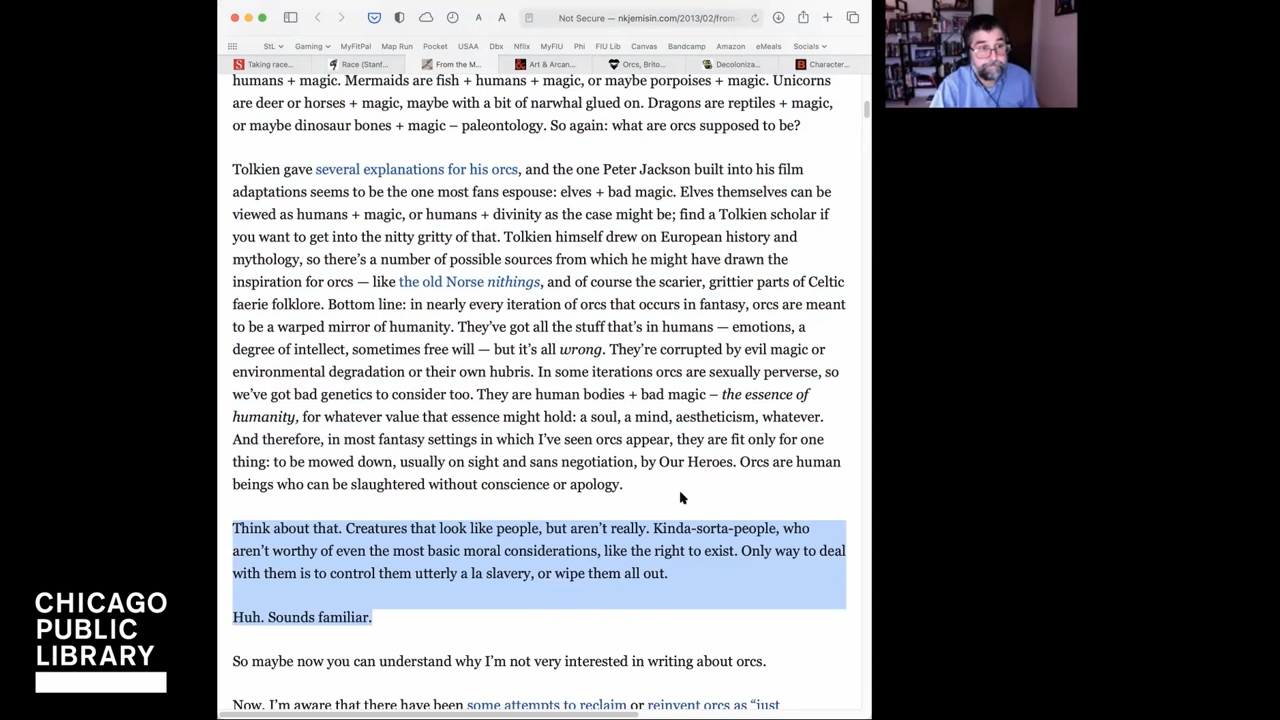 Not Secure — nkjemisin.com/2013/02/from-
StL Gaming MyFitPal Map Run Pocket USAA Dbx Nflix MyFIU Phi FIU Lib Canvas Bandcamp Amazon eMeals Socials
Taking race... Race (Stanf... From the M... Art & Arcan... Orcs, Brito... Decoloniza... Character...
humans + magic. Mermaids are fish + humans + magic, or maybe porpoises + magic. Unicorns
are deer or horses + magic, maybe with a bit of narwhal glued on. Dragons are reptiles + magic,
or maybe dinosaur bones + magic – paleontology. So again: what are orcs supposed to be?
Tolkien gave several explanations for his orcs, and the one Peter Jackson built into his film
adaptations seems to be the one most fans espouse: elves + bad magic. Elves themselves can be
viewed as humans + magic, or humans + divinity as the case might be; find a Tolkien scholar if
you want to get into the nitty gritty of that. Tolkien himself drew on European history and
mythology, so there's a number of possible sources from which he might have drawn the
inspiration for orcs — like the old Norse nithings, and of course the scarier, grittier parts of Celtic
faerie folklore. Bottom line: in nearly every iteration of orcs that occurs in fantasy, orcs are meant
to be a warped mirror of humanity. They've got all the stuff that's in humans — emotions, a
degree of intellect, sometimes free will — but it's all wrong. They're corrupted by evil magic or
environmental degradation or their own hubris. In some iterations orcs are sexually perverse, so
we've got bad genetics to consider too. They are human bodies + bad magic – the essence of
humanity, for whatever value that essence might hold: a soul, a mind, aestheticism, whatever.
And therefore, in most fantasy settings in which I've seen orcs appear, they are fit only for one
thing: to be mowed down, usually on sight and sans negotiation, by Our Heroes. Orcs are human
beings who can be slaughtered without conscience or apology.
Think about that. Creatures that look like people, but aren't really. Kinda-sorta-people, who
aren't worthy of even the most basic moral considerations, like the right to exist. Only way to deal
with them is to control them utterly a la slavery, or wipe them all out.
Huh. Sounds familiar.
So maybe now you can understand why I'm not very interested in writing about orcs.
Now, I'm aware that there have been some attempts to reclaim or reinvent orcs as "just
CHICAGO
PUBLIC
LIBRARY